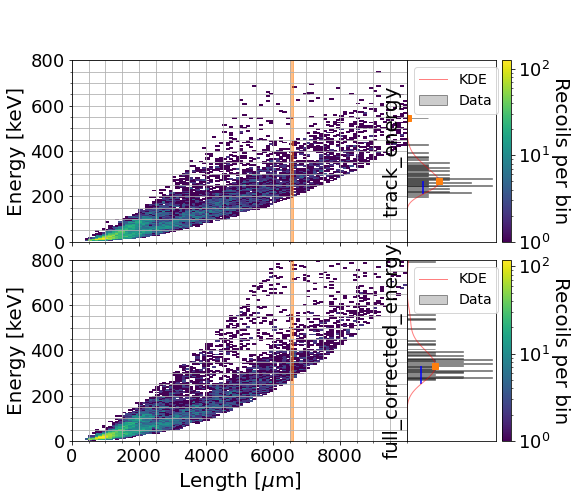 800
600
400
200
0
Energy [keV]
track_energy
KDE
Data
10²
10¹
10⁰
Recoils per bin
800
600
400
200
0
Energy [keV]
full_corrected_energy
KDE
Data
10²
10¹
10⁰
Recoils per bin
0
2000
4000
6000
8000
Length [μm]